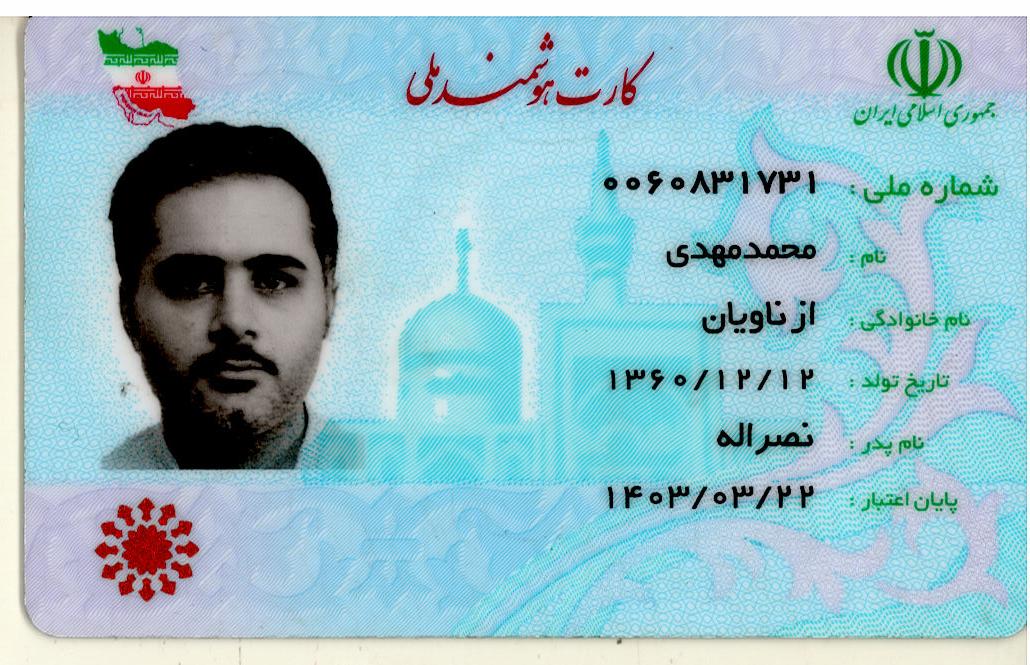 کارت هوشمند ملی
جمهوری اسلامی ایران
شماره ملی : ۰۰۶۰۸۳۱۷۳۱
نام : محمدمهدی
نام خانوادگی : از ناویان
تاریخ تولد : ۱۳۶۰/۱۲/۱۲
نام پدر : نصراله
پایان اعتبار : ۱۴۰۳/۰۳/۲۲